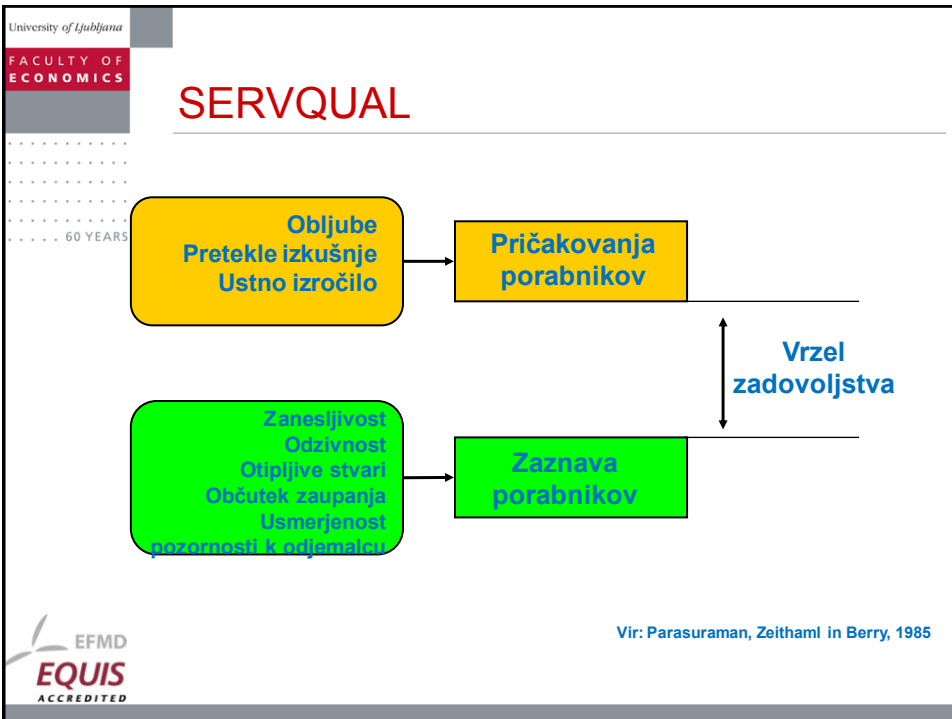 University of Ljubljana
FACULTY OF
ECONOMICS
SERVQUAL
60 YEARS
Obljube
Pretekle izkušnje
Ustno izročilo
Pričakovanja
porabnikov
Vrzel
zadovoljstva
Zanesljivost
Odzivnost
Otipljive stvari
Občutek zaupanja
Usmerjenost
pozornosti k odjemalcu
Zaznava
porabnikov
Vir: Parasuraman, Zeithaml in Berry, 1985
EFMD
EQUIS
ACCREDITED